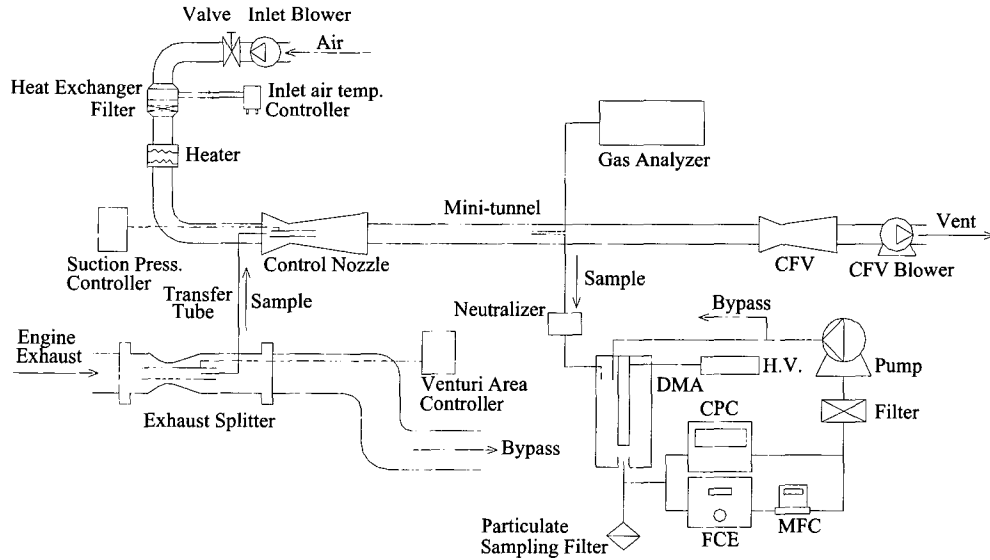 Valve Inlet Blower
Air
Heat Exchanger
Filter
Inlet air temp.
Controller
Heater
Gas Analyzer
Mini-tunnel
Vent
Suction Press.
Controller
Control Nozzle
CFV
CFV Blower
Transfer
Tube
Sample
Sample
Neutralizer
Bypass
Engine
Exhaust
Venturi Area
Controller
DMA
H.V.
Pump
Exhaust Splitter
CPC
Filter
Bypass
Particulate
Sampling Filter
FCE
MFC